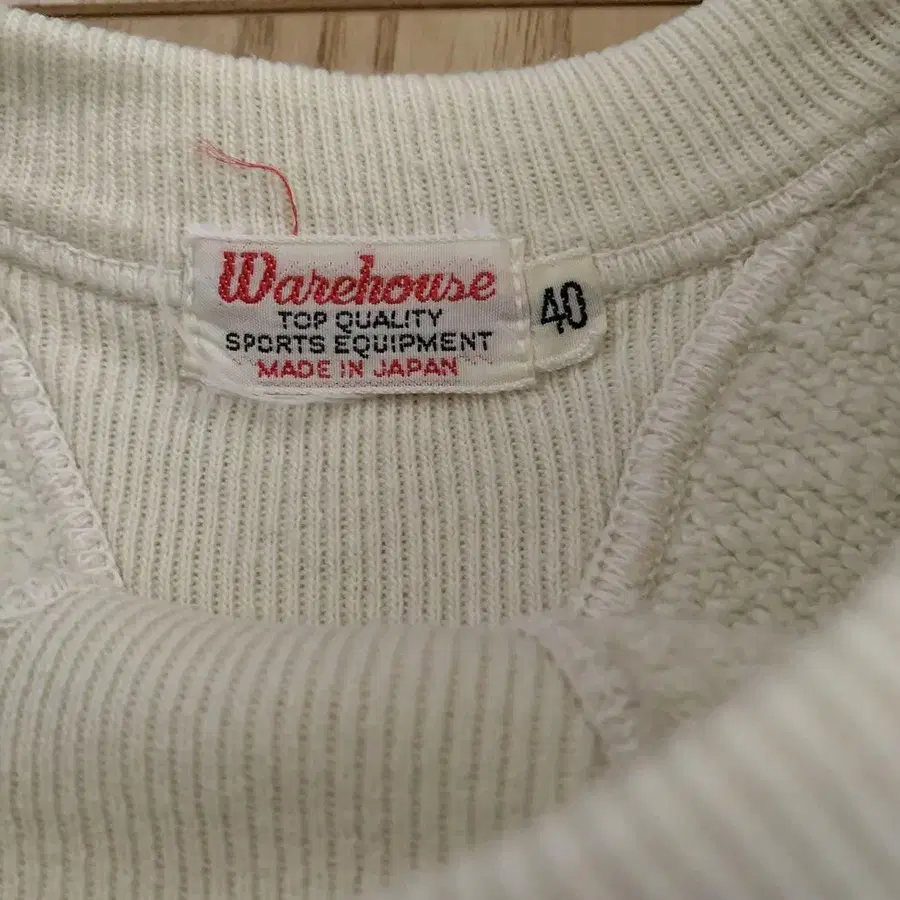 Warehouse
TOP QUALITY
SPORTS EQUIPMENT
MADE IN JAPAN
40